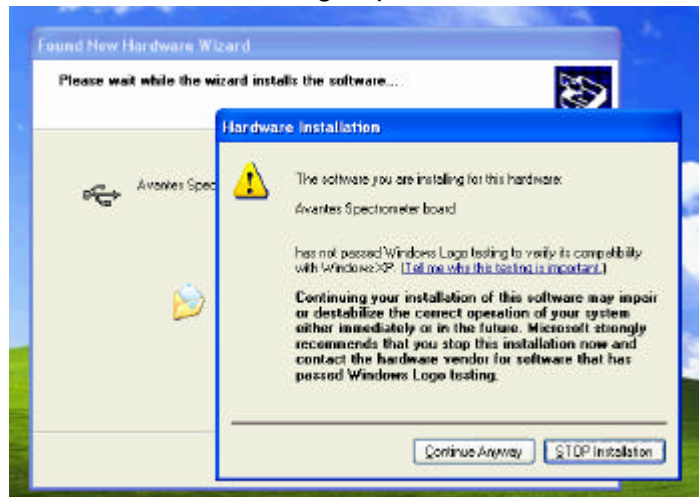 Found New Hardware Wizard
Please wait while the wizard installs the software...
Hardware Installation
Avantes Spec
The software you are installing for this hardware:
Avantes Spectrometer board
has not passed Windows Logo testing to verify its compatibility
with Windows XP. (Tell me why this testing is important.)
Continuing your installation of this software may impair
or destabilize the correct operation of your system
either immediately or in the future. Microsoft strongly
recommends that you stop this installation now and
contact the hardware vendor for software that has
passed Windows Logo testing.
Continue Anyway
STOP Installation